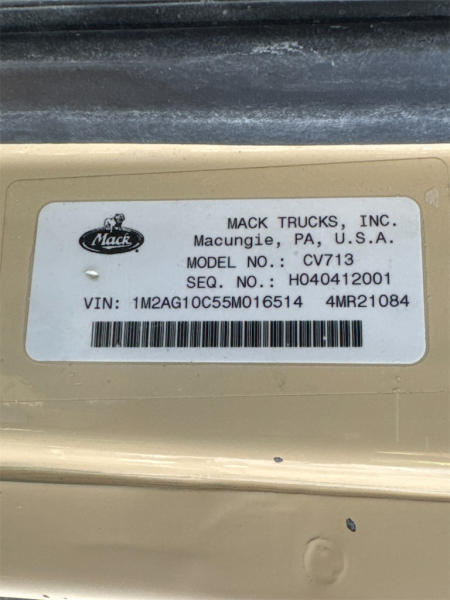 Mack
MACK TRUCKS, INC.
Macungie, PA, U.S.A.
MODEL NO.: CV713
SEQ. NO.: H040412001
VIN: 1M2AG10C55M016514 4MR21084